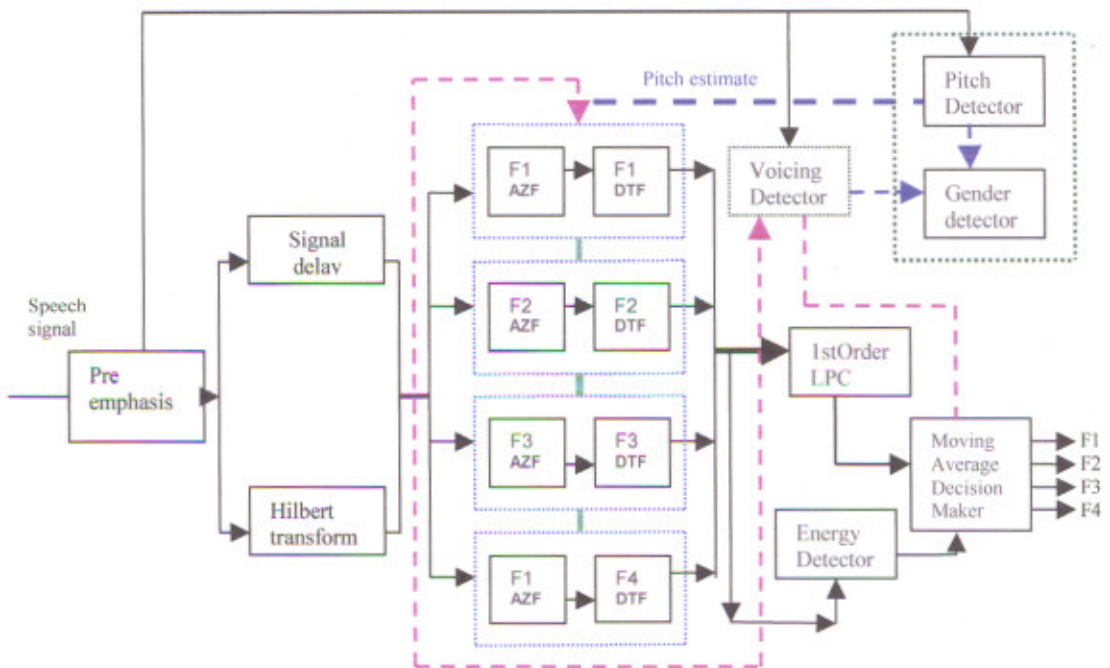 Pitch estimate
Pitch
Detector
Voicing
Detector
Gender
detector
F1
AZF
F1
DTF
Signal
delay
Speech
signal
F2
AZF
F2
DTF
Pre
emphasis
1stOrder
LPC
F3
AZF
F3
DTF
Moving
Average
Decision
Maker
F1
F2
F3
F4
Hilbert
transform
Energy
Detector
F1
AZF
F4
DTF